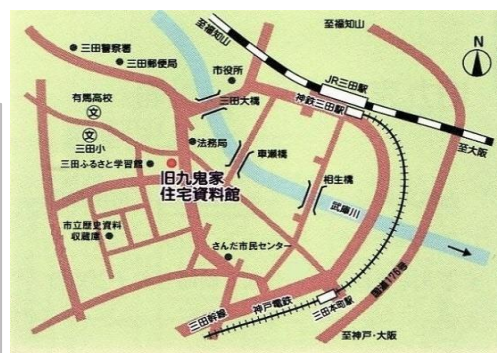 至福知山
至福知山
N
三田警察署
三田郵便局
市役所
JR三田駅
神鉄三田駅
有馬高校
文
三田大橋
文
三田小
法務局
至大阪
三田ふるさと学習館
車瀬橋
相生橋
旧九鬼家
住宅資料館
武庫川
市立歴史資料
収蔵庫
さんだ市民センター
国道176号
神戸電鉄
三田本町駅
三田幹線
至神戸・大阪